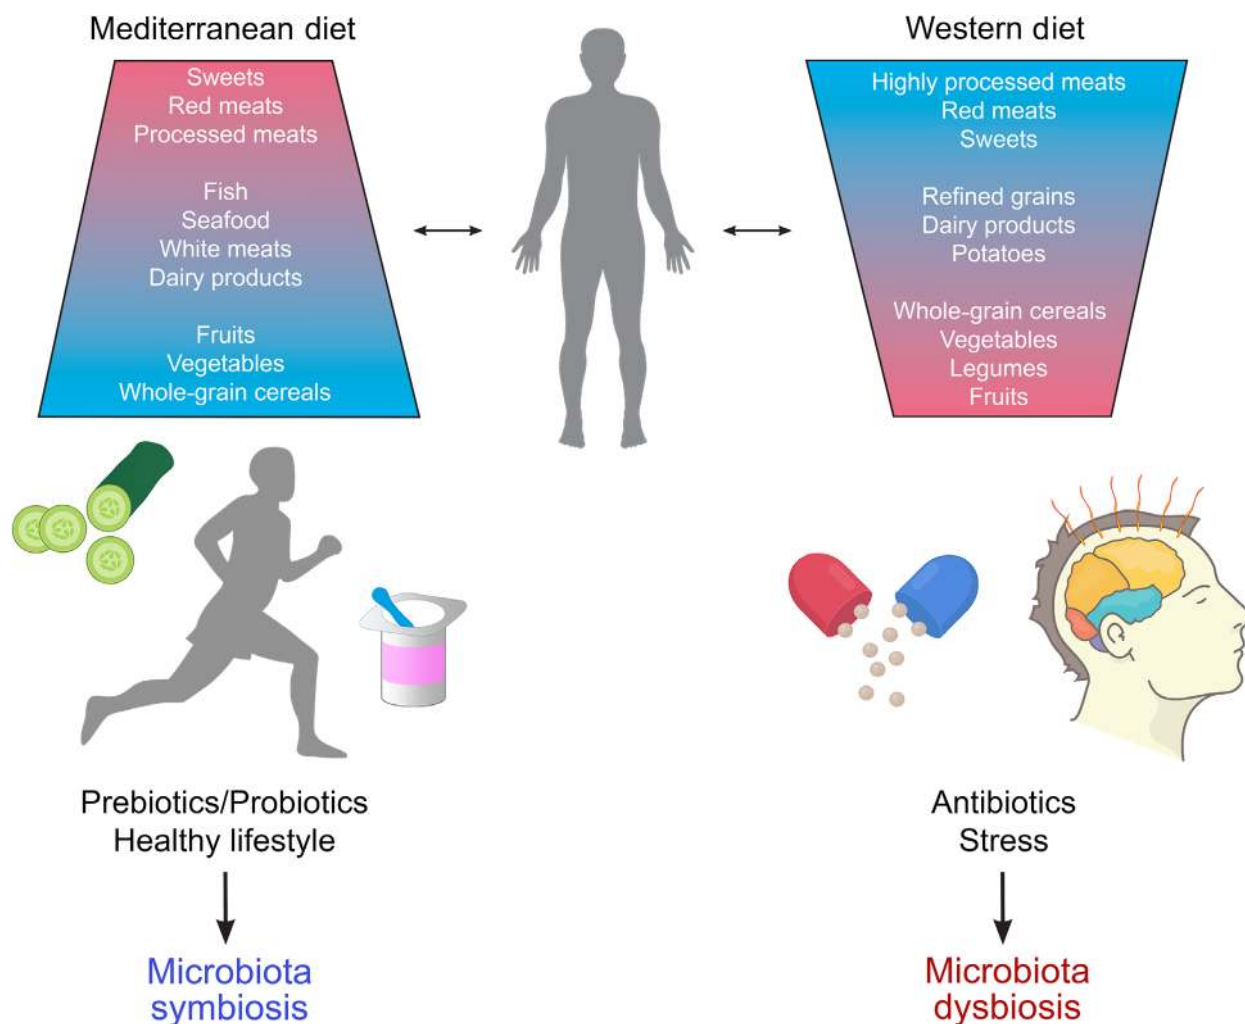 Mediterranean diet
Sweets
Red meats
Processed meats
Fish
Seafood
White meats
Dairy products
Fruits
Vegetables
Whole-grain cereals
Western diet
Highly processed meats
Red meats
Sweets
Refined grains
Dairy products
Potatoes
Whole-grain cereals
Vegetables
Legumes
Fruits
Prebiotics/Probiotics
Healthy lifestyle
Microbiota
symbiosis
Antibiotics
Stress
Microbiota
dysbiosis